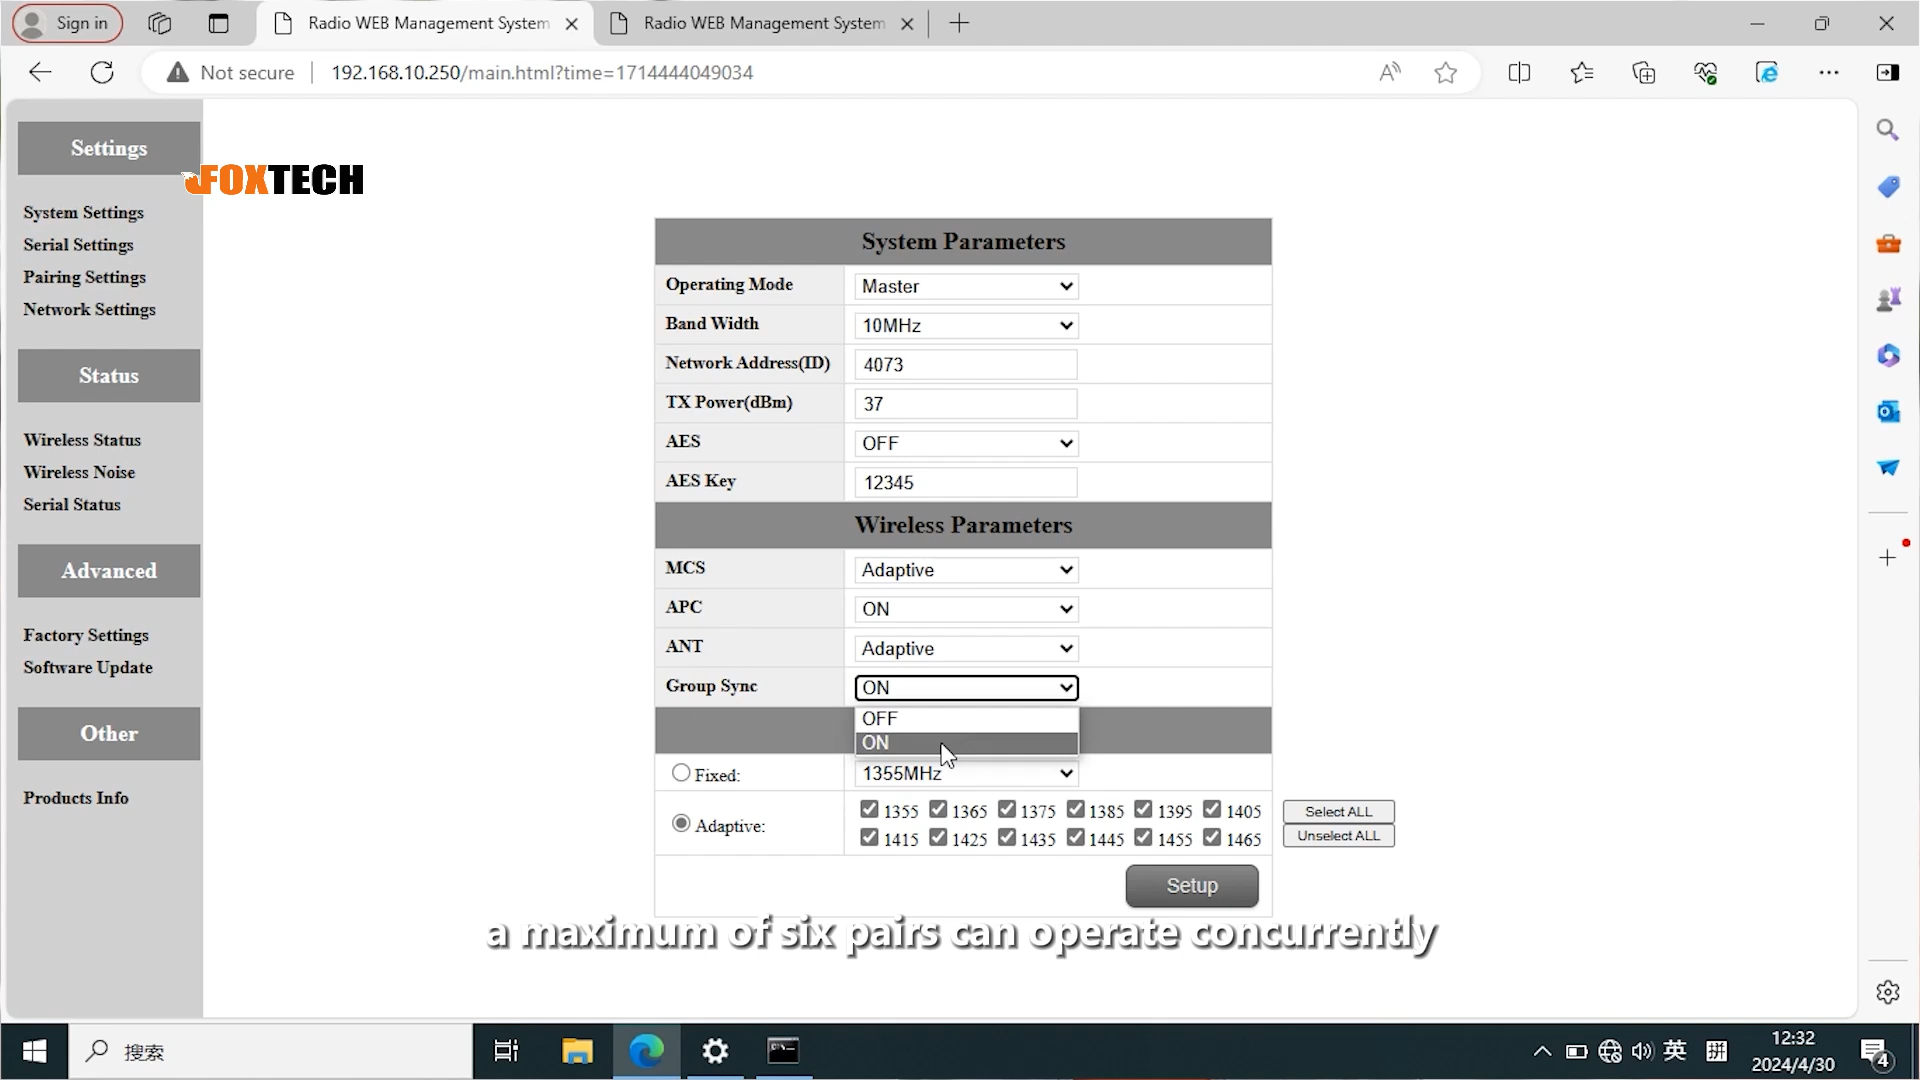 Sign in
Radio WEB Management System
Radio WEB Management System
Not secure
192.168.10.250/main.html?time=1714444049034
Settings
FOXTECH
System Settings
Serial Settings
Pairing Settings
Network Settings
Status
Wireless Status
Wireless Noise
Serial Status
Advanced
Factory Settings
Software Update
Other
Products Info
System Parameters
Operating Mode Master
Band Width 10MHz
Network Address(ID) 4073
TX Power(dBm) 37
AES OFF
AES Key 12345
Wireless Parameters
MCS Adaptive
APC ON
ANT Adaptive
Group Sync ON
OFF
ON
Fixed: 1355MHz
Adaptive:
1355 1365 1375 1385 1395 1405
1415 1425 1435 1445 1455 1465
Select ALL
Unselect ALL
Setup
a maximum of six pairs can operate concurrently
搜索
英
拼
12:32
2024/4/30
4